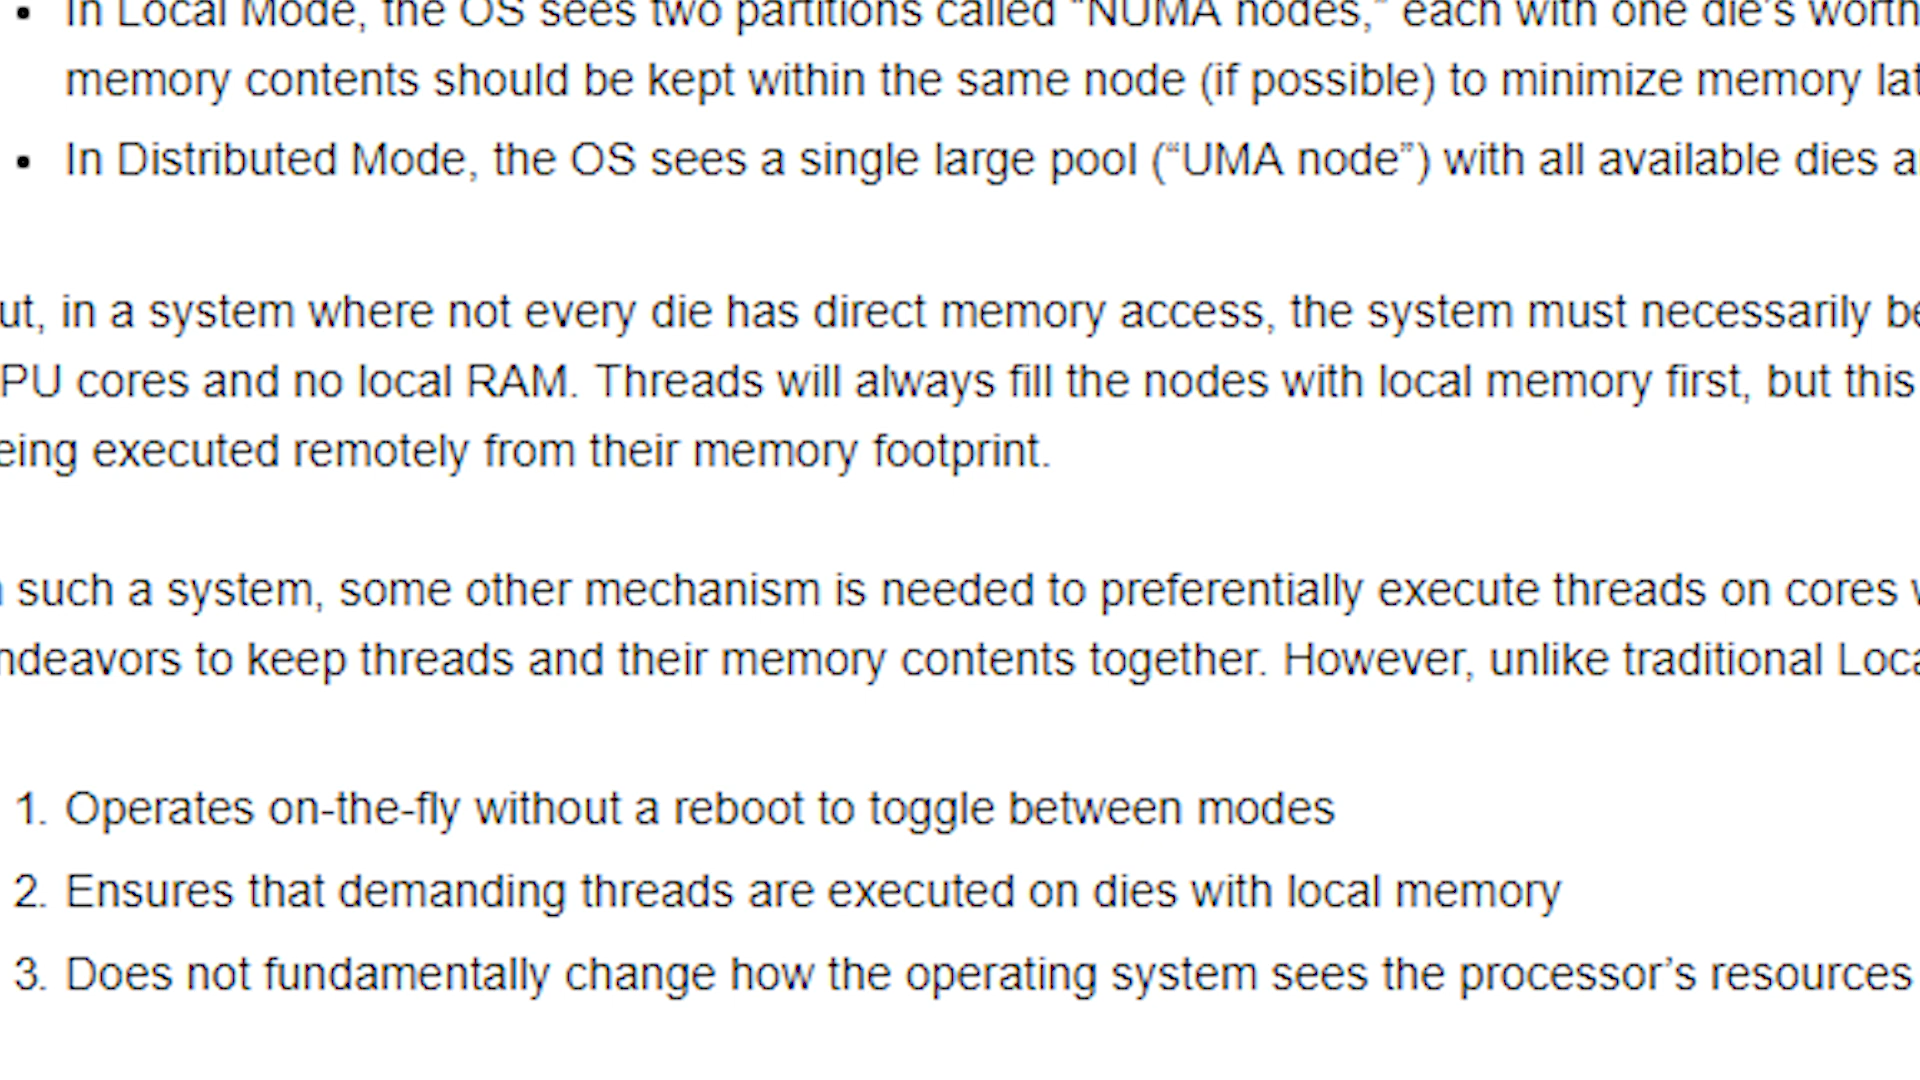 • In Local Mode, the OS sees two partitions called “NUMA nodes,” each with one die’s worth
memory contents should be kept within the same node (if possible) to minimize memory lat
• In Distributed Mode, the OS sees a single large pool (“UMA node”) with all available dies a
ut, in a system where not every die has direct memory access, the system must necessarily be
PU cores and no local RAM. Threads will always fill the nodes with local memory first, but this
eing executed remotely from their memory footprint.
such a system, some other mechanism is needed to preferentially execute threads on cores
ndeavors to keep threads and their memory contents together. However, unlike traditional Loca
1. Operates on-the-fly without a reboot to toggle between modes
2. Ensures that demanding threads are executed on dies with local memory
3. Does not fundamentally change how the operating system sees the processor’s resources